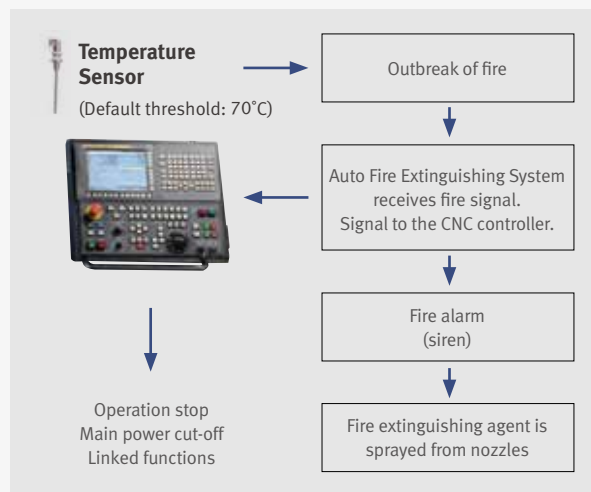 Temperature
Sensor
(Default threshold: 70˚C)
Outbreak of fire
Auto Fire Extinguishing System
receives fire signal.
Signal to the CNC controller.
Fire alarm
(siren)
Operation stop
Main power cut-off
Linked functions
Fire extinguishing agent is
sprayed from nozzles